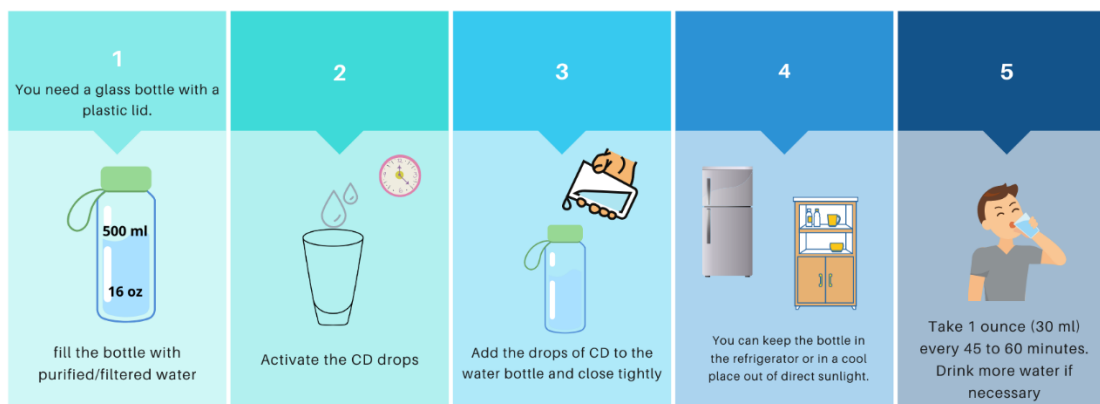 1
You need a glass bottle with a
plastic lid.
500 ml
16 oz
fill the bottle with
purified/filtered water
2
Activate the CD drops
3
Add the drops of CD to the
water bottle and close tightly
4
You can keep the bottle in
the refrigerator or in a cool
place out of direct sunlight.
5
Take 1 ounce (30 ml)
every 45 to 60 minutes.
Drink more water if
necessary